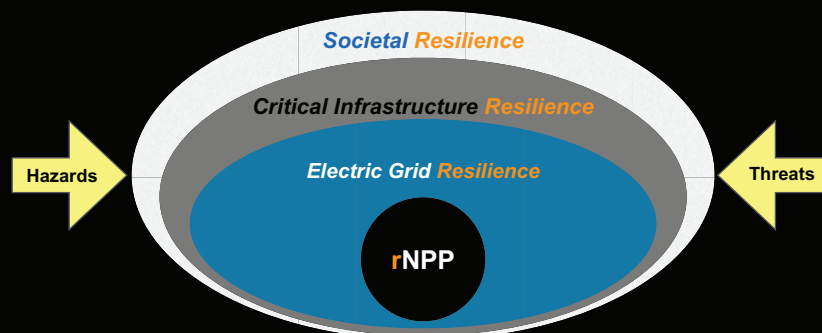 Societal Resilience
Critical Infrastructure Resilience
Electric Grid Resilience
Hazards
Threats
rNPP